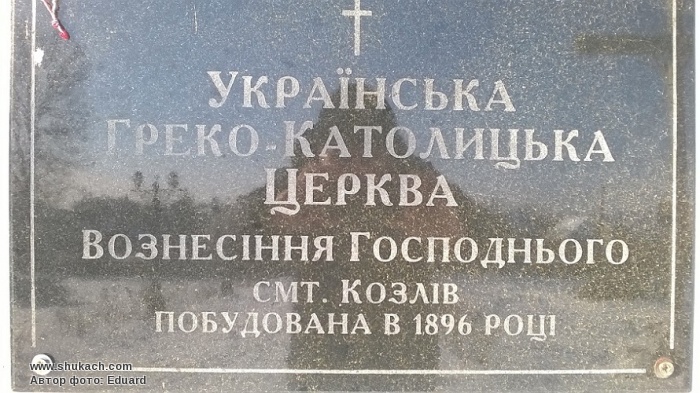 Українська
Греко-Католицька
Церква
Вознесіння Господнього
смт. Козлів
побудована в 1896 році
www.shukach.com
Автор фото: Eduard